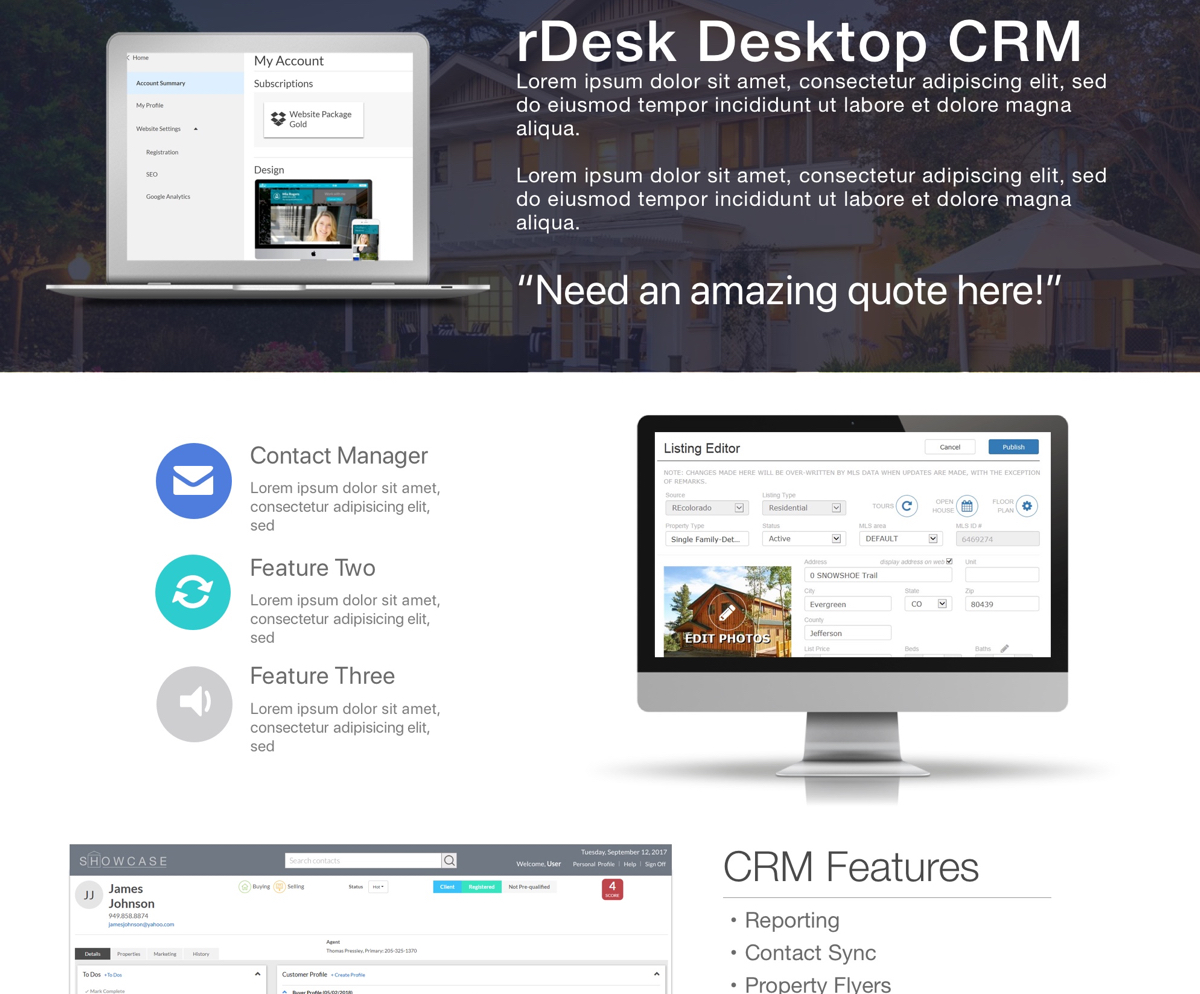 rDesk Desktop CRM
Lorem ipsum dolor sit amet, consectetur adipiscing elit, sed
do eiusmod tempor incididunt ut labore et dolore magna
aliqua.
Lorem ipsum dolor sit amet, consectetur adipiscing elit, sed
do eiusmod tempor incididunt ut labore et dolore magna
aliqua.
“Need an amazing quote here!”
Home
Account Summary
My Profile
Website Settings
Registration
SEO
Google Analytics
My Account
Subscriptions
Website Package
Gold
Design
Contact Manager
Lorem ipsum dolor sit amet,
consectetur adipisicing elit,
sed
Feature Two
Lorem ipsum dolor sit amet,
consectetur adipisicing elit,
sed
Feature Three
Lorem ipsum dolor sit amet,
consectetur adipisicing elit,
sed
Listing Editor
Cancel
Publish
NOTE: CHANGES MADE HERE WILL BE OVER-WRITTEN BY MLS DATA WHEN UPDATES ARE MADE, WITH THE EXCEPTION
OF REMARKS.
Source
Listing Type
REcolorado
Residential
TOURS
OPEN
HOUSE
FLOOR
PLAN
Property Type
Status
MLS area
MLS ID #
Single Family-Det...
Active
DEFAULT
6469274
Address
display address on web
Unit
0 SNOWSHOE Trail
City
State
Zip
Evergreen
CO
80439
County
Jefferson
List Price
Beds
Baths
EDIT PHOTOS
SHOWCASE
Search contacts
Tuesday, September 12, 2017
Welcome, User
Personal Profile | Help | Sign Off
JJ
James
Johnson
949.858.8874
jamesjohnson@yahoo.com
Buying
Selling
Status
Hot
Client
Registered
Not Pre-qualified
4
SCORE
Agent
Thomas Pressley, Primary: 205-325-1370
Details
Properties
Marketing
History
To Dos
+To Dos
Mark Complete
Customer Profile
+ Create Profile
Buyer Profile (05/02/2018)
CRM Features
• Reporting
• Contact Sync
• Property Flyers